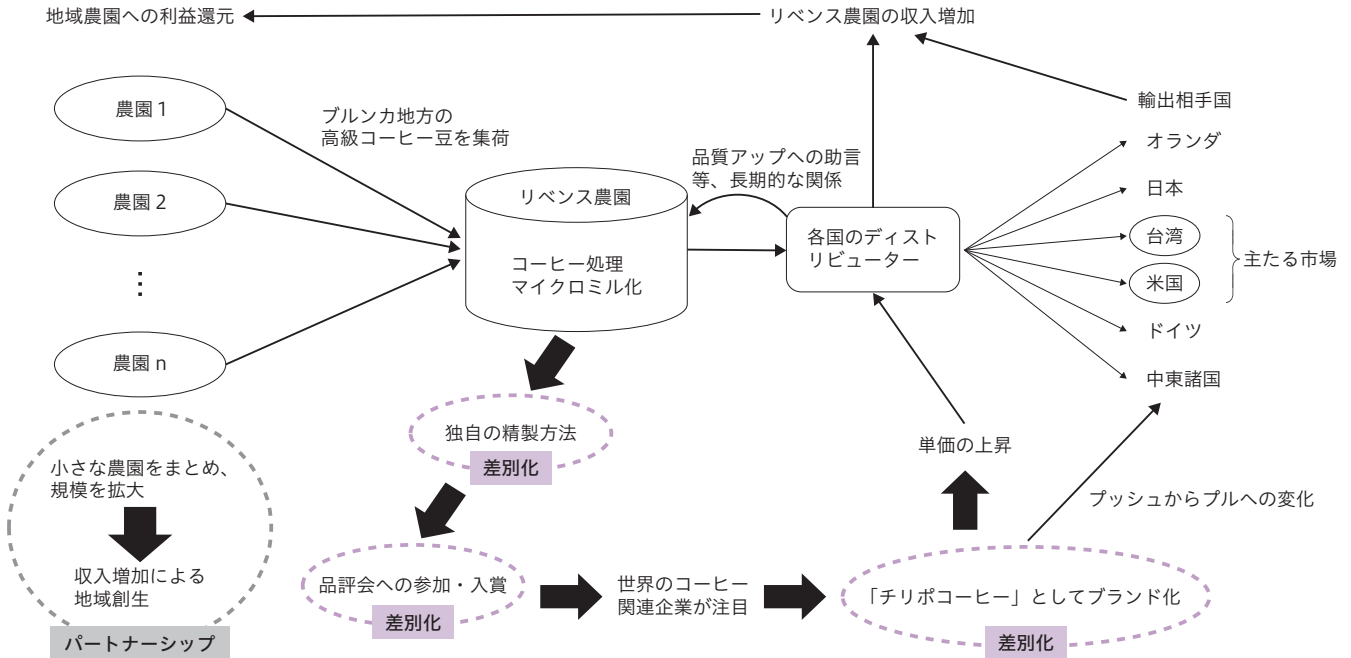 地域農園への利益還元
リベンス農園の収入増加
農園 1
ブルンカ地方の
高級コーヒー豆を集荷
輸出相手国
オランダ
品質アップへの助言
等、長期的な関係
農園 2
リベンス農園
日本
各国のディスト
リビューター
台湾
主たる市場
コーヒー処理
マイクロミル化
米国
⋮
ドイツ
農園 n
中東諸国
独自の精製方法
差別化
単価の上昇
小さな農園をまとめ、
規模を拡大
プッシュからプルへの変化
収入増加による
地域創生
パートナーシップ
品評会への参加・入賞
差別化
世界のコーヒー
関連企業が注目
「チリポコーヒー」としてブランド化
差別化